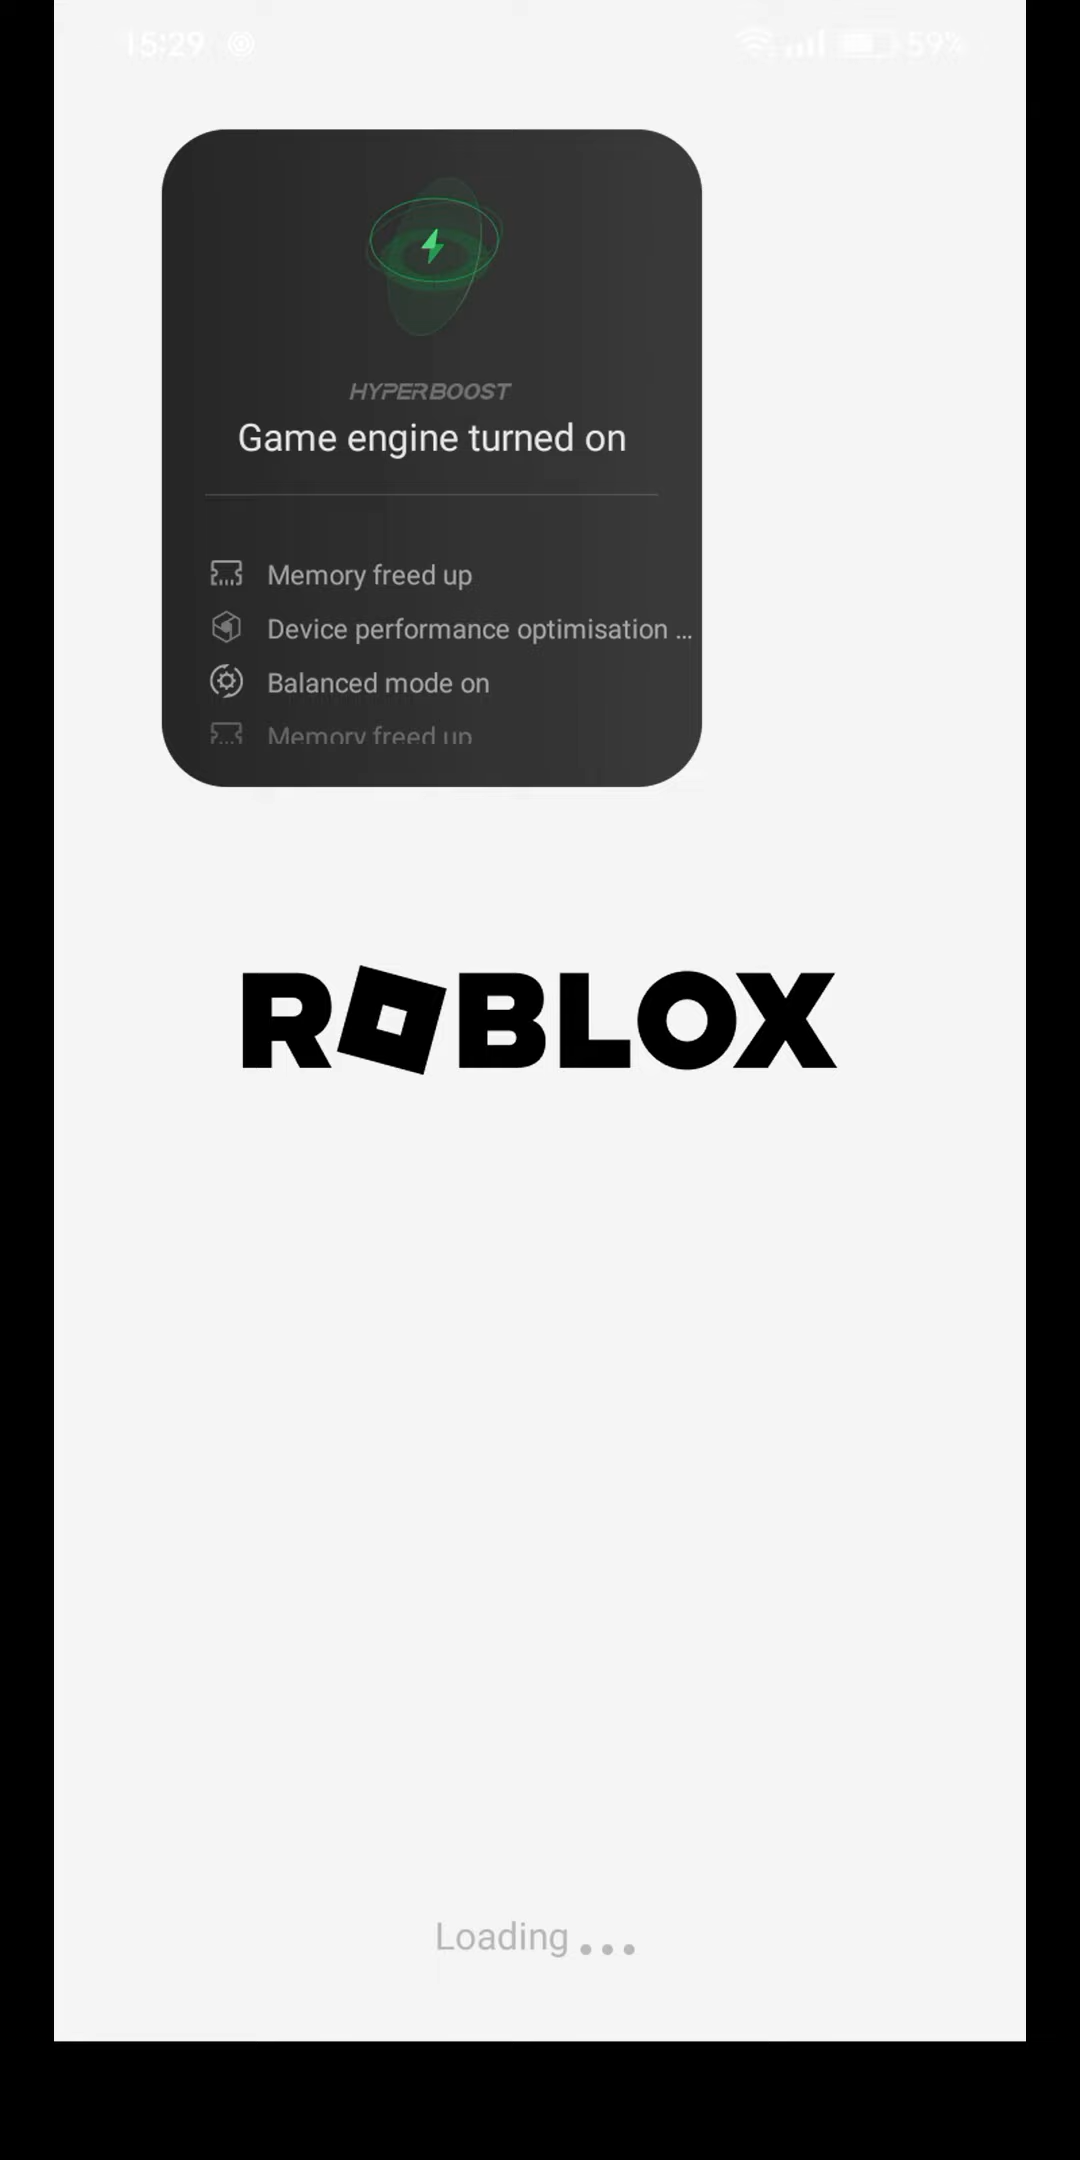 15:29 59%
HYPERBOOST
Game engine turned on
Memory freed up
Device performance optimisation ...
Balanced mode on
Memory freed up
ROBLOX
Loading...